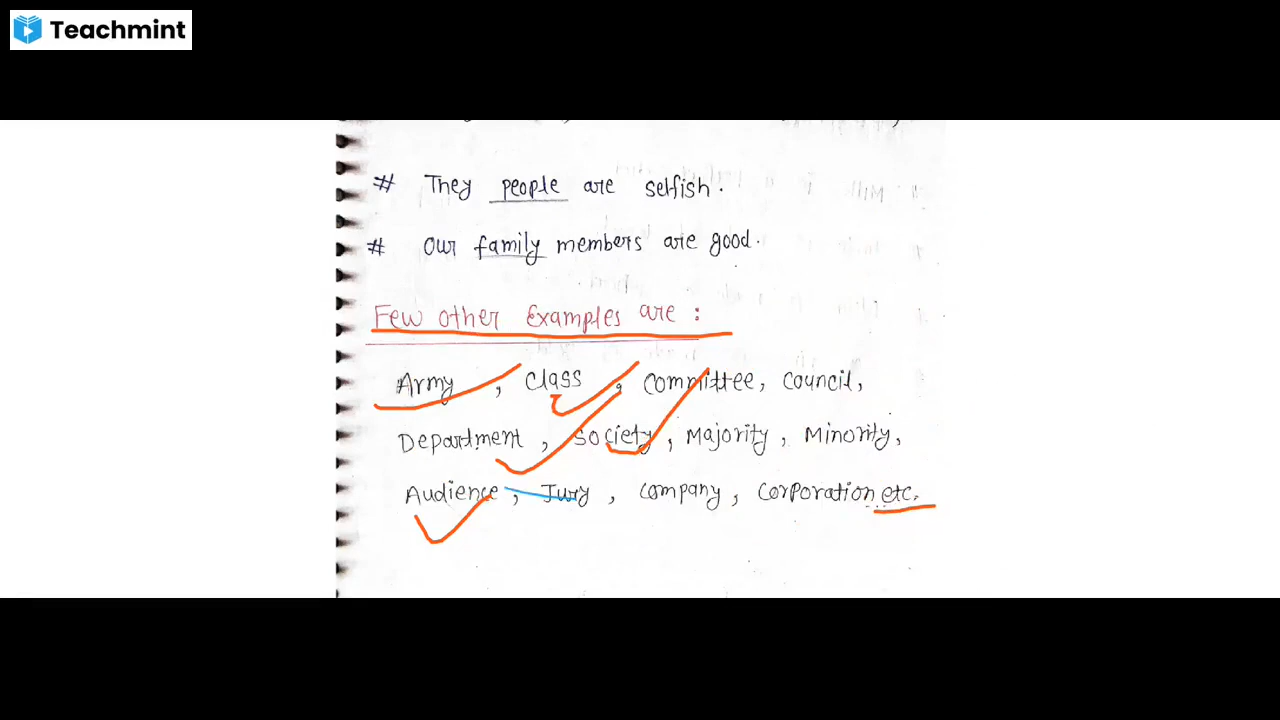 Teachmint
# They people are selfish.
# Our family members are good.
Few other Examples are :
Army , Class , Committee, Council,
Department , Society , Majority , Minority,
Audience , Jury , Company , Corporation etc.